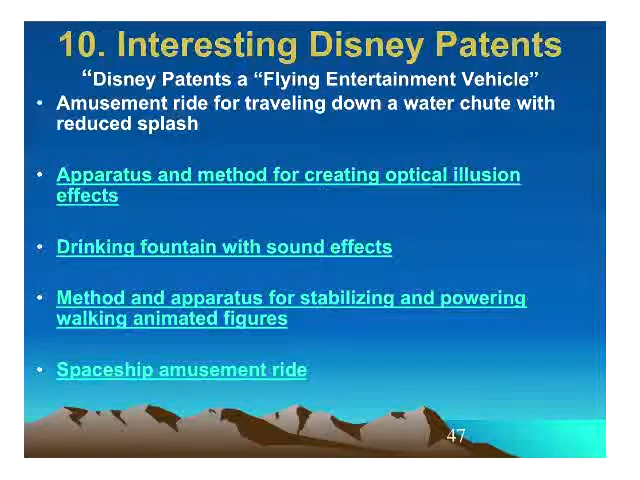 10. Interesting Disney Patents
“Disney Patents a “Flying Entertainment Vehicle”
• Amusement ride for traveling down a water chute with
reduced splash
• Apparatus and method for creating optical illusion
effects
• Drinking fountain with sound effects
• Method and apparatus for stabilizing and powering
walking animated figures
• Spaceship amusement ride
47